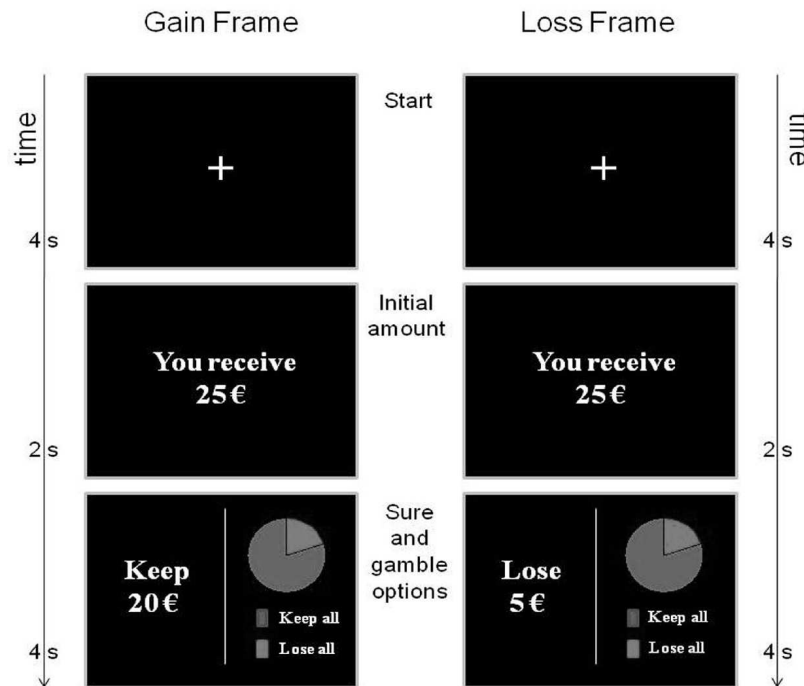 Gain Frame
Loss Frame
time
Start
time
+
+
4 s
4 s
Initial
amount
You receive
25€
You receive
25€
2 s
2 s
Sure
and
gamble
options
Keep
20€
Keep all
Lose all
Lose
5€
Keep all
Lose all
4 s
4 s